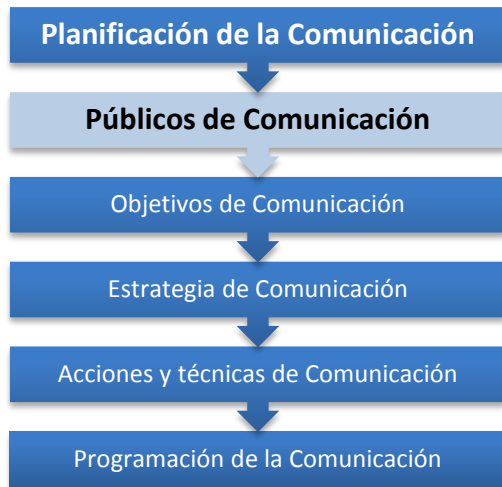 Planificación de la Comunicación
Públicos de Comunicación
Objetivos de Comunicación
Estrategia de Comunicación
Acciones y técnicas de Comunicación
Programación de la Comunicación